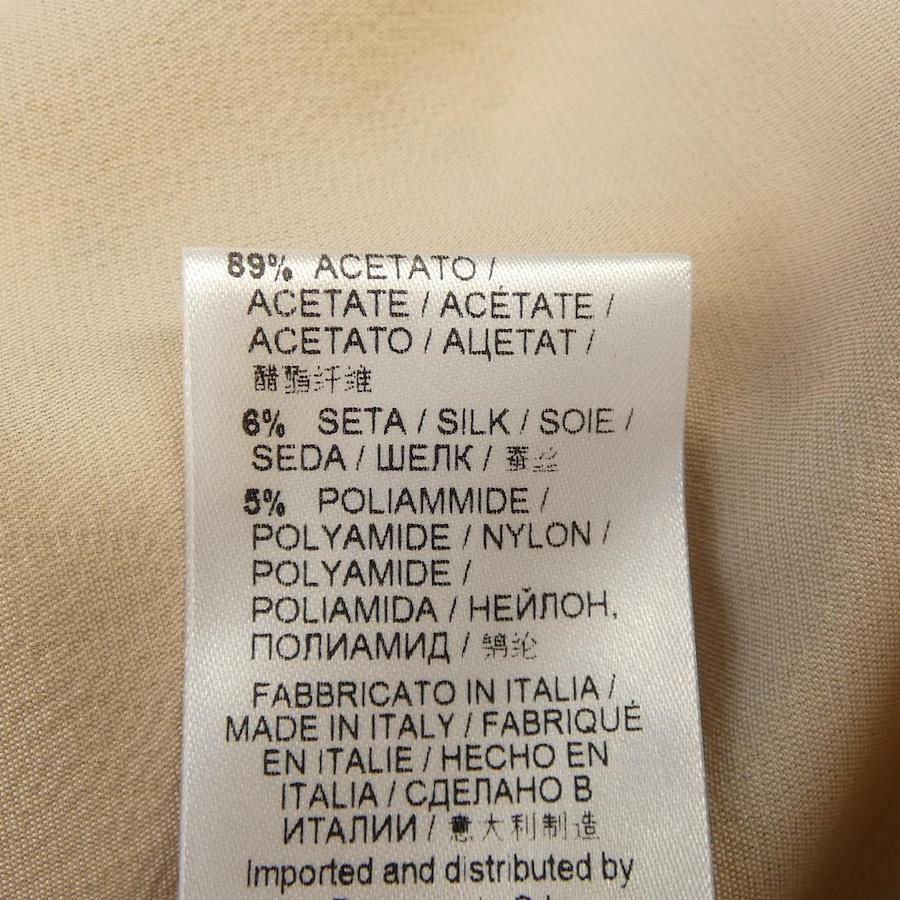 89% ACETATO /
ACETATE / ACÉTATE /
ACETATO / АЦЕТАТ /
醋酯纤维
6% SETA / SILK / SOIE /
SEDA / ШЕЛК / 蚕丝
5% POLIAMMIDE /
POLYAMIDE / NYLON /
POLYAMIDE /
POLIAMIDA / НЕЙЛОН,
ПОЛИАМИД / 锦纶
FABBRICATO IN ITALIA /
MADE IN ITALY / FABRIQUÉ
EN ITALIE / HECHO EN
ITALIA / СДЕЛАНО В
ИТАЛИИ / 意大利制造
Imported and distributed by